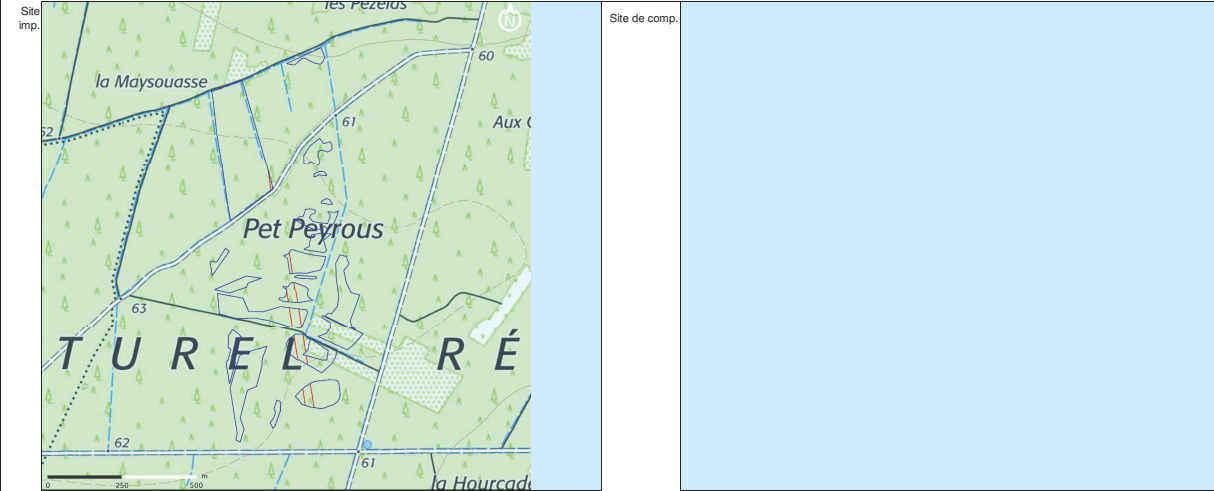 Site
imp.
les Pezelas
N
Site de comp.
60
la Maysouasse
61
Aux
62
Pet Peyrous
63
T U R E L R É
62
61
la Hourcade
0 250 500 m